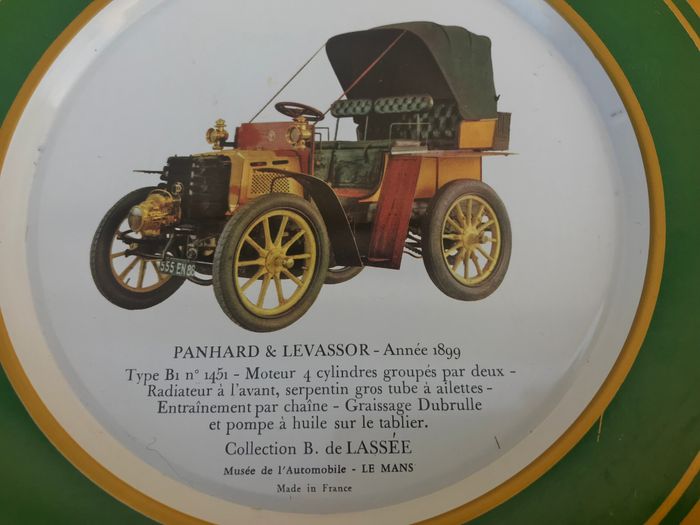 555 EN 86
PANHARD & LEVASSOR - Année 1899
Type B1 n° 1451 - Moteur 4 cylindres groupés par deux -
Radiateur à l'avant, serpentin gros tube à ailettes -
Entraînement par chaîne - Graissage Dubrulle
et pompe à huile sur le tablier.
Collection B. de LASSÉE
Musée de l'Automobile - LE MANS
Made in France